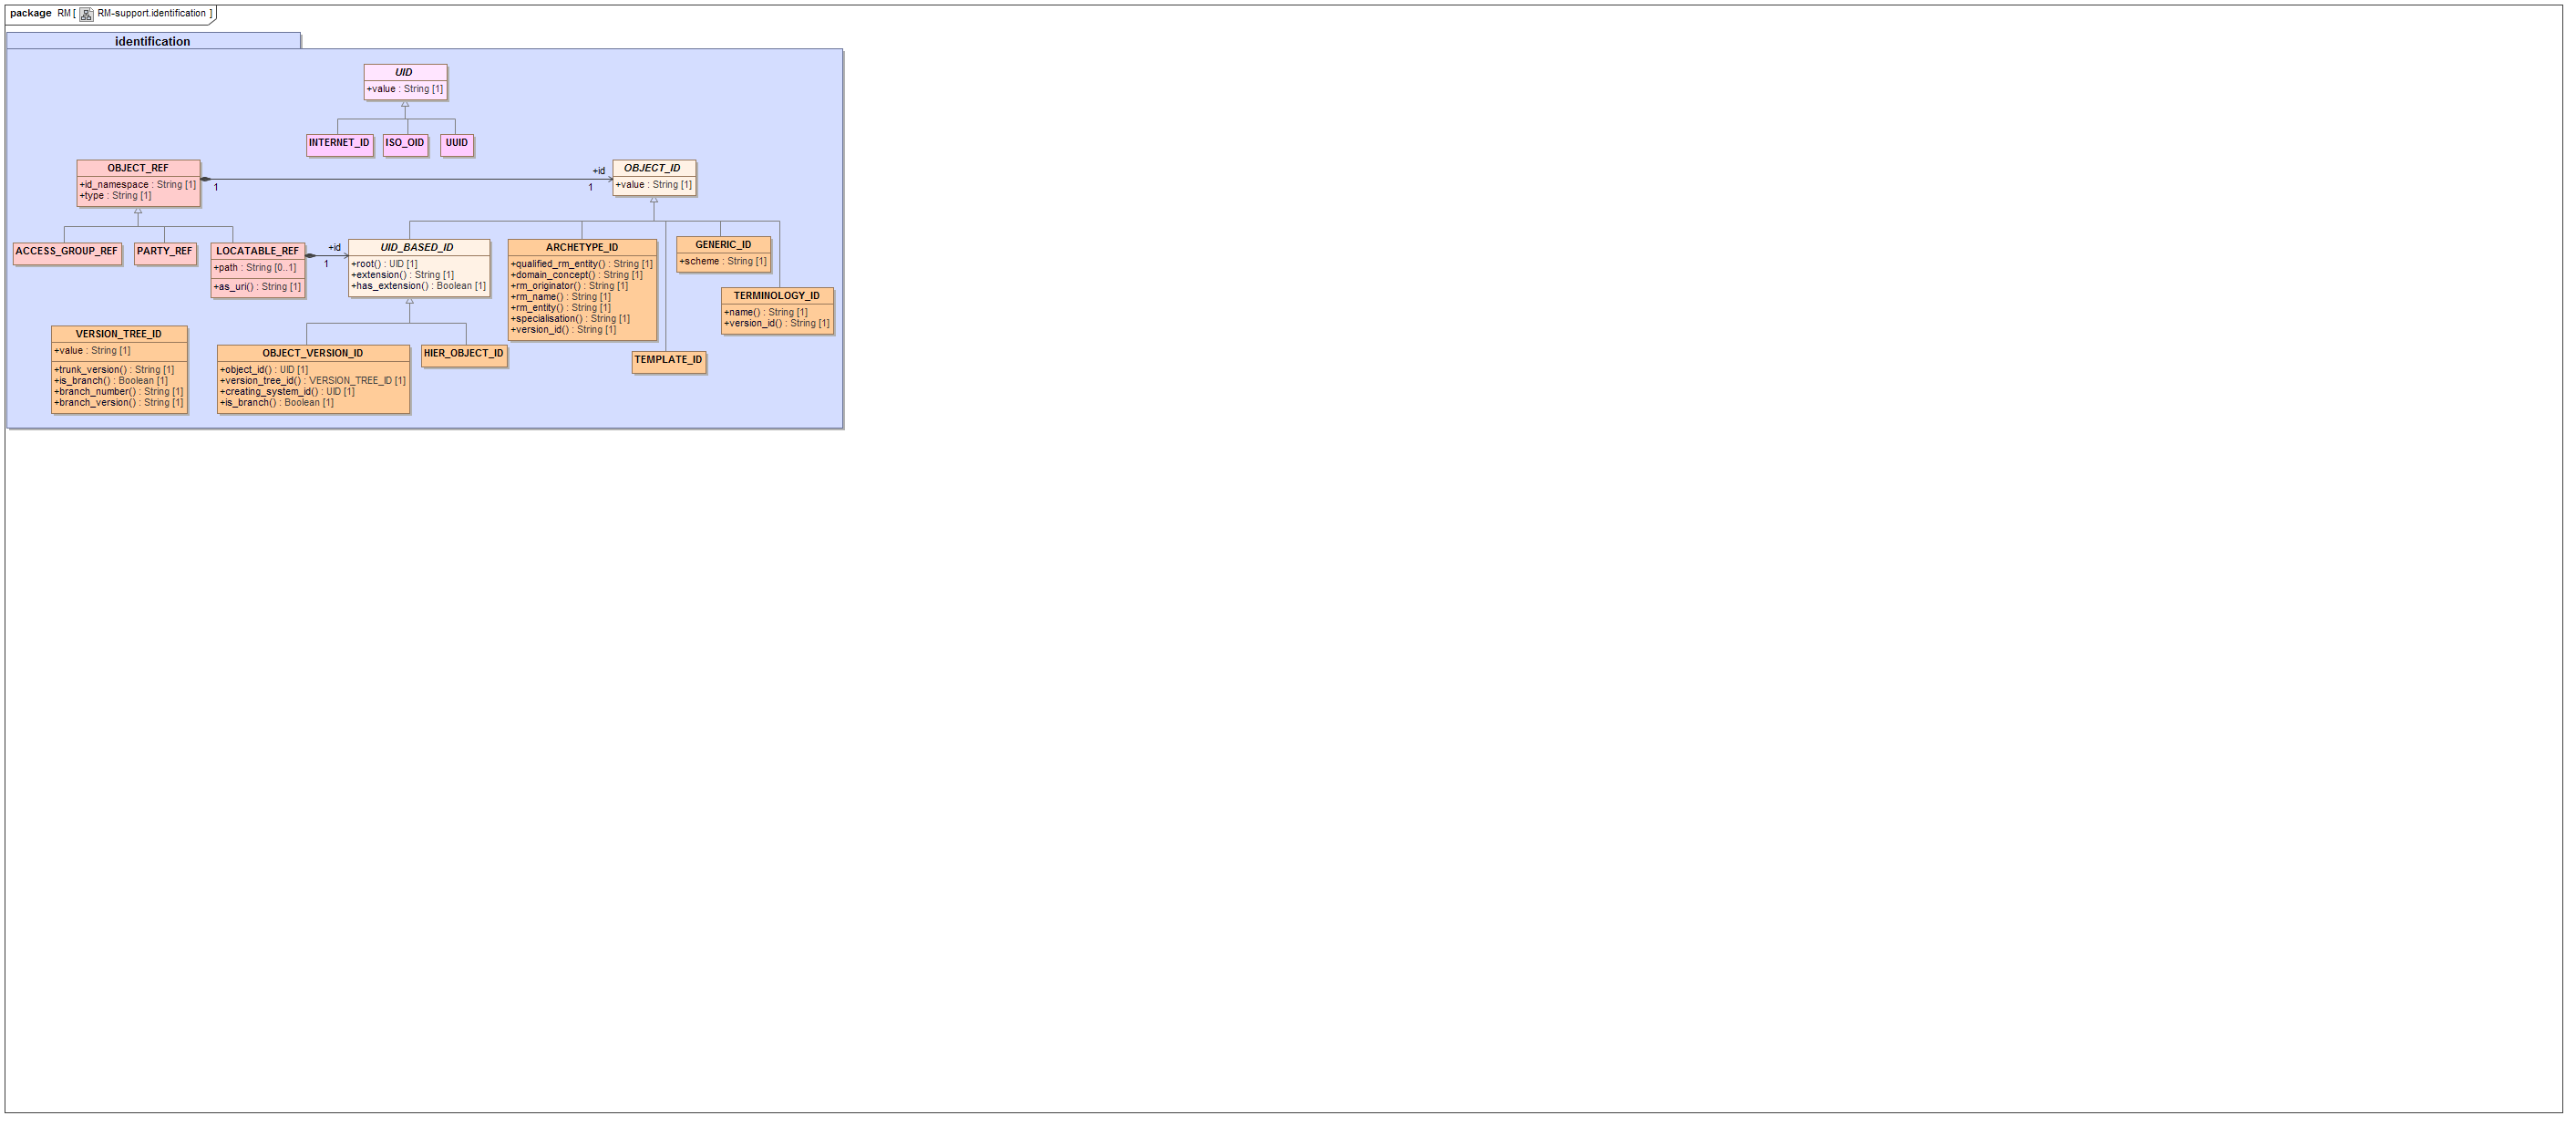 package RM [ RM-support.identification ]
identification
UID
+value : String [1]
INTERNET_ID
ISO_OID
UUID
OBJECT_REF
+id_namespace : String [1]
+type : String [1]
1
+id
1
OBJECT_ID
+value : String [1]
ACCESS_GROUP_REF
PARTY_REF
LOCATABLE_REF
+path : String [0..1]
+as_uri() : String [1]
+id
1
UID_BASED_ID
+root() : UID [1]
+extension() : String [1]
+has_extension() : Boolean [1]
ARCHETYPE_ID
+qualified_rm_entity() : String [1]
+domain_concept() : String [1]
+rm_originator() : String [1]
+rm_name() : String [1]
+rm_entity() : String [1]
+specialisation() : String [1]
+version_id() : String [1]
GENERIC_ID
+scheme : String [1]
TERMINOLOGY_ID
+name() : String [1]
+version_id() : String [1]
VERSION_TREE_ID
+value : String [1]
+trunk_version() : String [1]
+is_branch() : Boolean [1]
+branch_number() : String [1]
+branch_version() : String [1]
OBJECT_VERSION_ID
+object_id() : UID [1]
+version_tree_id() : VERSION_TREE_ID [1]
+creating_system_id() : UID [1]
+is_branch() : Boolean [1]
HIER_OBJECT_ID
TEMPLATE_ID